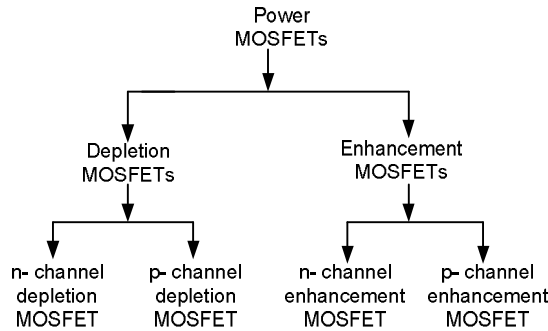 Power
MOSFETs
Depletion
MOSFETs
Enhancement
MOSFETs
n- channel
depletion
MOSFET
p- channel
depletion
MOSFET
n- channel
enhancement
MOSFET
p- channel
enhancement
MOSFET